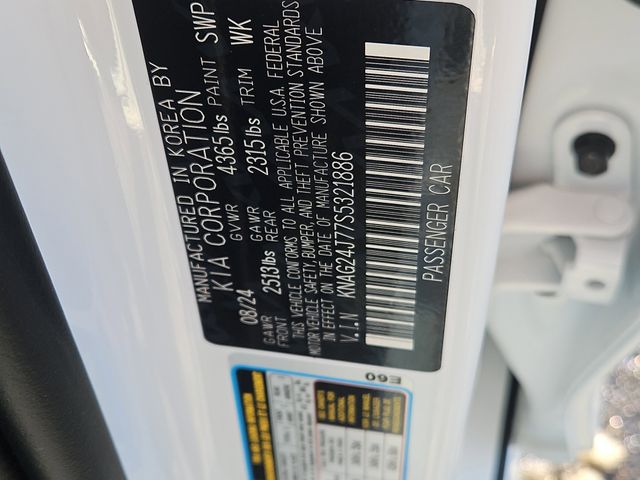 MANUFACTURED IN KOREA BY
KIA CORPORATION
08/24 GVWR 4365lbs PAINT SWP
GAWR FRONT 2513lbs GAWR REAR 2315lbs TRIM WK
THIS VEHICLE CONFORMS TO ALL APPLICABLE U.S.A. FEDERAL
MOTOR VEHICLE SAFETY, BUMPER, AND THEFT PREVENTION STANDARDS
IN EFFECT ON THE DATE OF MANUFACTURE SHOWN ABOVE
V.I.N KNAG24J77S5321886
PASSENGER CAR
E60